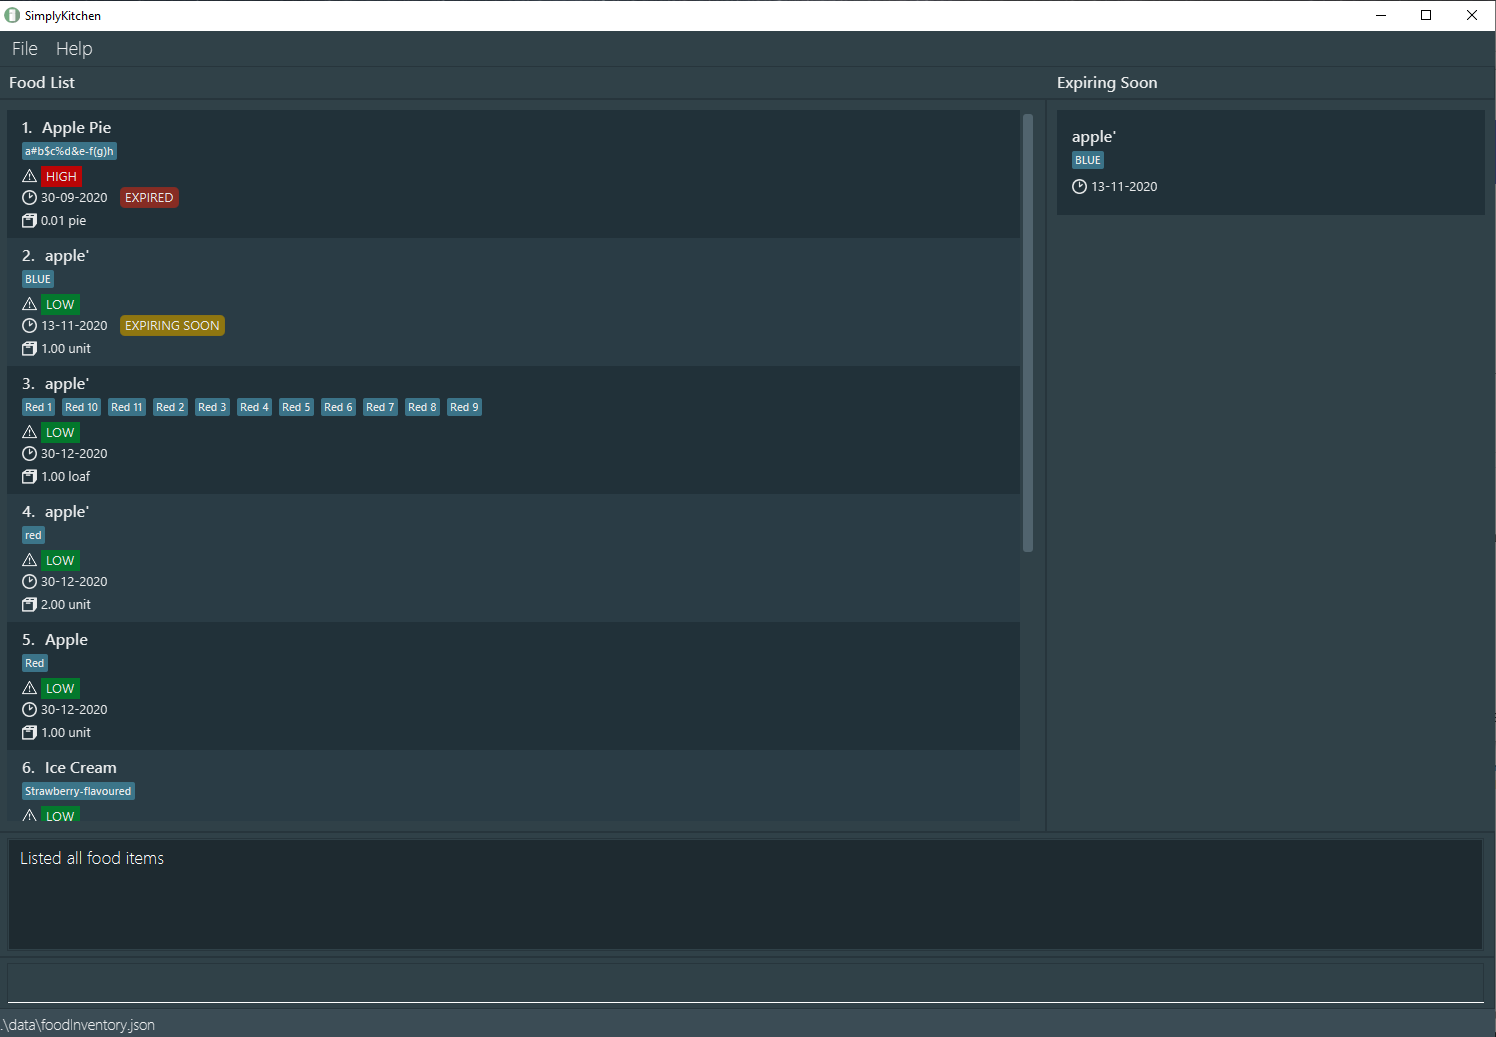 SimplyKitchen
File Help
Food List
1. Apple Pie
a#b$c%d&e-f(g)h
HIGH
30-09-2020 EXPIRED
0.01 pie
2. apple'
BLUE
LOW
13-11-2020 EXPIRING SOON
1.00 unit
3. apple'
Red 1 Red 10 Red 11 Red 2 Red 3 Red 4 Red 5 Red 6 Red 7 Red 8 Red 9
LOW
30-12-2020
1.00 loaf
4. apple'
red
LOW
30-12-2020
2.00 unit
5. Apple
Red
LOW
30-12-2020
1.00 unit
6. Ice Cream
Strawberry-flavoured
LOW
Expiring Soon
apple'
BLUE
13-11-2020
Listed all food items
.\data\foodInventory.json